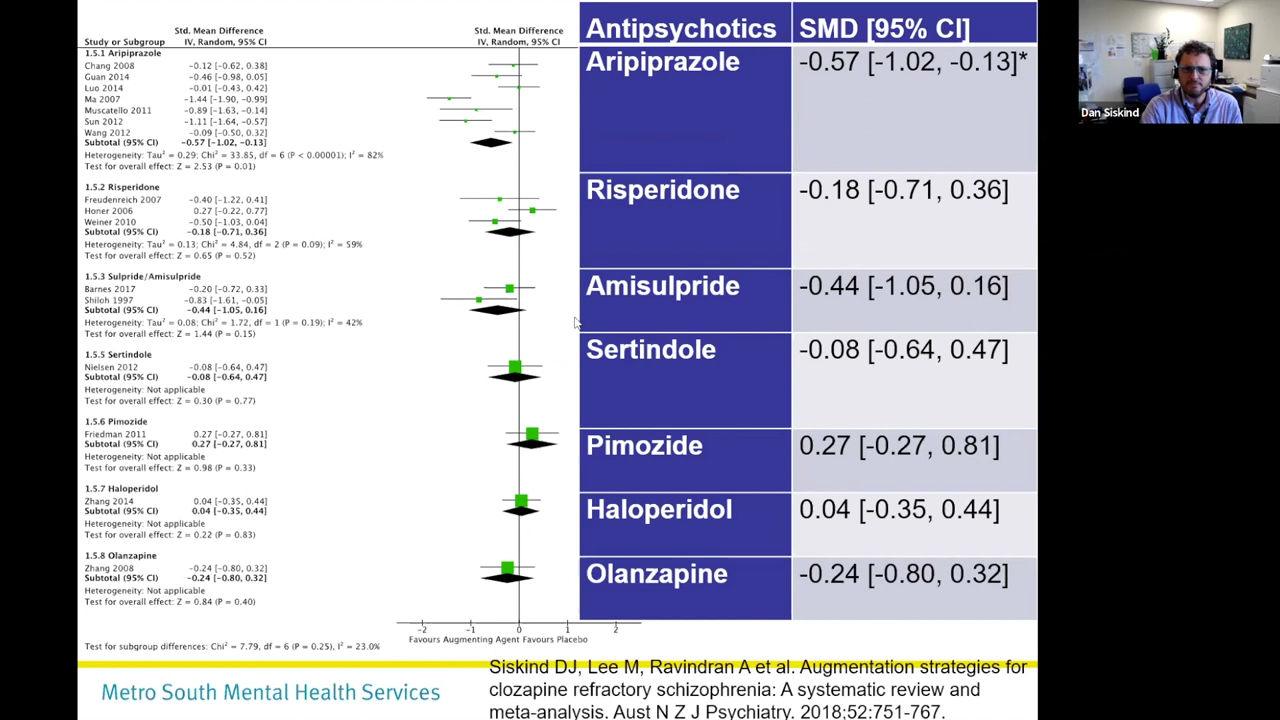 Std. Mean Difference
Std. Mean Difference
Study or Subgroup
IV, Random, 95% CI
IV, Random, 95% CI
1.5.1 Aripiprazole
Chang 2008 -0.12 [-0.62, 0.38]
Guan 2014 -0.46 [-0.98, 0.05]
Luo 2014 -0.01 [-0.43, 0.42]
Ma 2007 -1.44 [-1.90, -0.99]
Muscatello 2011 -0.89 [-1.63, -0.14]
Sun 2012 -1.11 [-1.64, -0.57]
Wang 2012 -0.09 [-0.50, 0.32]
Subtotal (95% CI) -0.57 [-1.02, -0.13]
Heterogeneity: Tau² = 0.29; Chi² = 33.85, df = 6 (P < 0.00001); I² = 82%
Test for overall effect: Z = 2.53 (P = 0.01)
1.5.2 Risperidone
Freudenreich 2007 -0.40 [-1.22, 0.41]
Honer 2006 0.27 [-0.22, 0.77]
Weiner 2010 -0.50 [-1.03, 0.04]
Subtotal (95% CI) -0.18 [-0.71, 0.36]
Heterogeneity: Tau² = 0.13; Chi² = 4.84, df = 2 (P = 0.09); I² = 59%
Test for overall effect: Z = 0.65 (P = 0.52)
1.5.3 Sulpride/Amisulpride
Barnes 2017 -0.20 [-0.72, 0.33]
Shiloh 1997 -0.83 [-1.61, -0.05]
Subtotal (95% CI) -0.44 [-1.05, 0.16]
Heterogeneity: Tau² = 0.08; Chi² = 1.72, df = 1 (P = 0.19); I² = 42%
Test for overall effect: Z = 1.44 (P = 0.15)
1.5.5 Sertindole
Nielsen 2012 -0.08 [-0.64, 0.47]
Subtotal (95% CI) -0.08 [-0.64, 0.47]
Heterogeneity: Not applicable
Test for overall effect: Z = 0.30 (P = 0.77)
1.5.6 Pimozide
Friedman 2011 0.27 [-0.27, 0.81]
Subtotal (95% CI) 0.27 [-0.27, 0.81]
Heterogeneity: Not applicable
Test for overall effect: Z = 0.98 (P = 0.33)
1.5.7 Haloperidol
Zhang 2014 0.04 [-0.35, 0.44]
Subtotal (95% CI) 0.04 [-0.35, 0.44]
Heterogeneity: Not applicable
Test for overall effect: Z = 0.22 (P = 0.83)
1.5.8 Olanzapine
Zhang 2008 -0.24 [-0.80, 0.32]
Subtotal (95% CI) -0.24 [-0.80, 0.32]
Heterogeneity: Not applicable
Test for overall effect: Z = 0.84 (P = 0.40)
-2 -1 0 1 2
Favours Augmenting Agent Favours Placebo
Test for subgroup differences: Chi² = 7.79, df = 6 (P = 0.25), I² = 23.0%
Antipsychotics SMD [95% CI]
Aripiprazole -0.57 [-1.02, -0.13]*
Risperidone -0.18 [-0.71, 0.36]
Amisulpride -0.44 [-1.05, 0.16]
Sertindole -0.08 [-0.64, 0.47]
Pimozide 0.27 [-0.27, 0.81]
Haloperidol 0.04 [-0.35, 0.44]
Olanzapine -0.24 [-0.80, 0.32]
Dan Siskind
Metro South Mental Health Services
Siskind DJ, Lee M, Ravindran A et al. Augmentation strategies for
clozapine refractory schizophrenia: A systematic review and
meta-analysis. Aust N Z J Psychiatry. 2018;52:751-767.